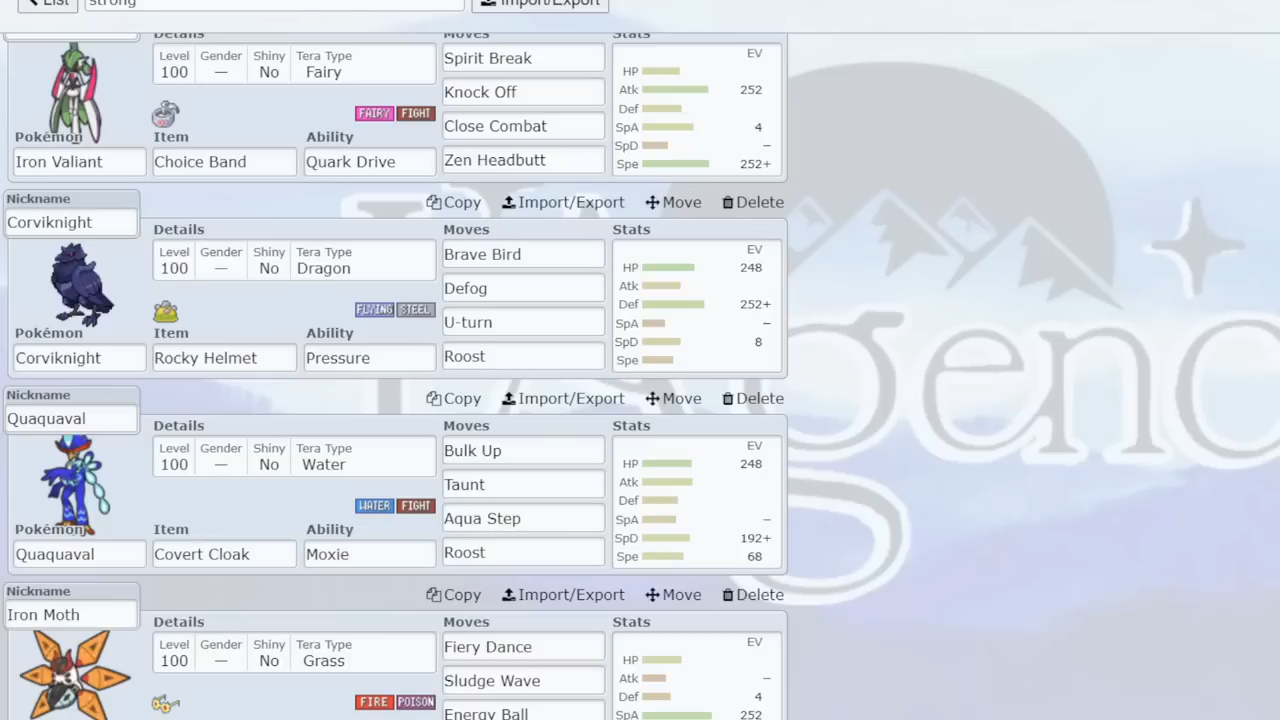 List
strong
Import/Export
Details
Moves
Stats
Level
Gender
Shiny
Tera Type
100
—
No
Fairy
FAIRY FIGHT
Pokémon
Iron Valiant
Item
Choice Band
Ability
Quark Drive
Spirit Break
Knock Off
Close Combat
Zen Headbutt
EV
HP
Atk 252
Def
SpA 4
SpD –
Spe 252+
Nickname
Corviknight
Copy Import/Export Move Delete
Details
Moves
Stats
Level
Gender
Shiny
Tera Type
100
—
No
Dragon
FLYING STEEL
Pokémon
Corviknight
Item
Rocky Helmet
Ability
Pressure
Brave Bird
Defog
U-turn
Roost
EV
HP 248
Atk
Def 252+
SpA –
SpD 8
Spe
Nickname
Quaquaval
Copy Import/Export Move Delete
Details
Moves
Stats
Level
Gender
Shiny
Tera Type
100
—
No
Water
WATER FIGHT
Pokémon
Quaquaval
Item
Covert Cloak
Ability
Moxie
Bulk Up
Taunt
Aqua Step
Roost
EV
HP 248
Atk
Def
SpA –
SpD 192+
Spe 68
Nickname
Iron Moth
Copy Import/Export Move Delete
Details
Moves
Stats
Level
Gender
Shiny
Tera Type
100
—
No
Grass
FIRE POISON
Fiery Dance
Sludge Wave
Energy Ball
EV
HP
Atk –
Def 4
SpA 252